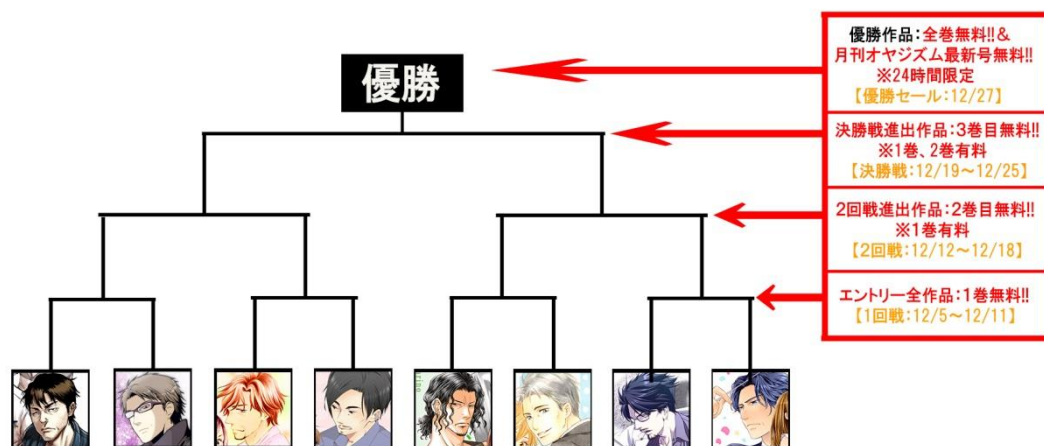 優勝
優勝作品:全巻無料!!&
月刊オヤジズム最新号無料!!
※24時間限定
【優勝セール:12/27】
決勝戦進出作品:3巻目無料!!
※1巻、2巻有料
【決勝戦:12/19～12/25】
2回戦進出作品:2巻目無料!!
※1巻有料
【2回戦:12/12～12/18】
エントリー全作品:1巻無料!!
【1回戦:12/5～12/11】